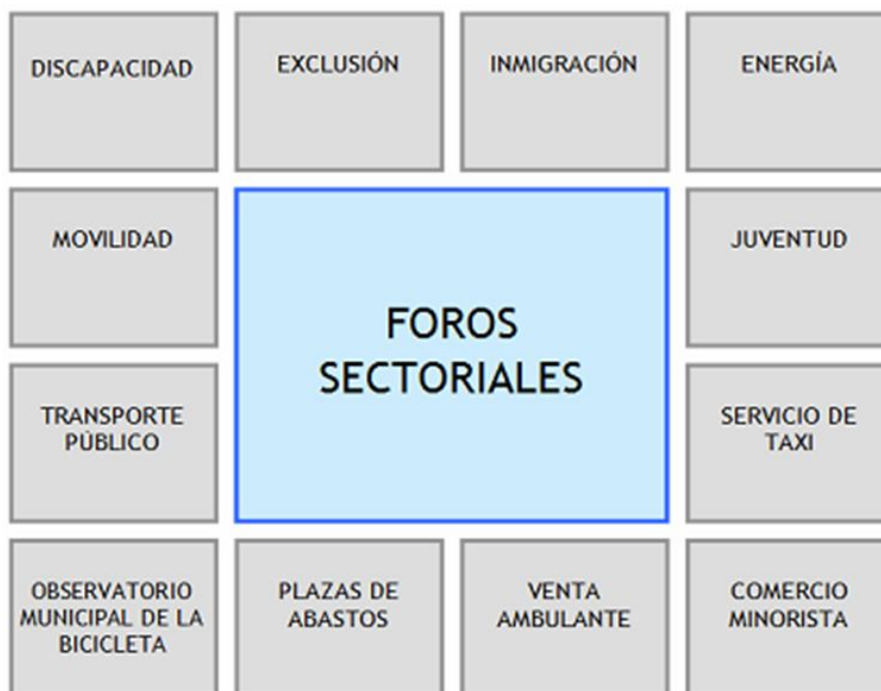 DISCAPACIDAD
EXCLUSIÓN
INMIGRACIÓN
ENERGÍA
MOVILIDAD
FOROS
SECTORIALES
JUVENTUD
TRANSPORTE
PÚBLICO
SERVICIO DE
TAXI
OBSERVATORIO
MUNICIPAL DE LA
BICICLETA
PLAZAS DE
ABASTOS
VENTA
AMBULANTE
COMERCIO
MINORISTA